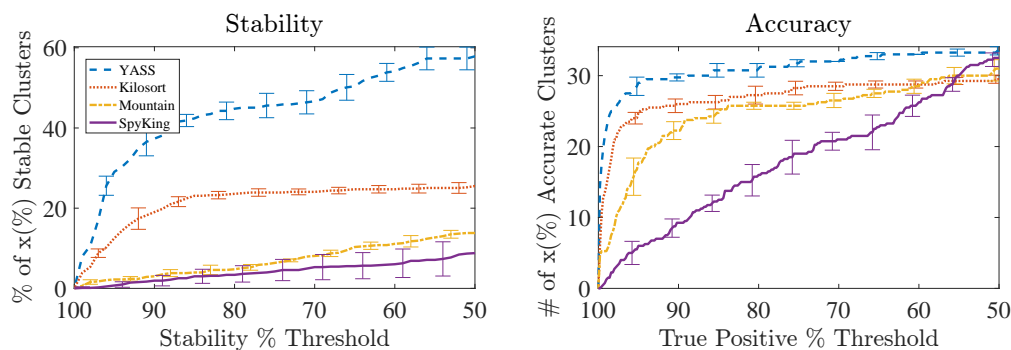 Stability
% of x(%) Stable Clusters
60
40
20
0
YASS
Kilosort
Mountain
SpyKing
100 90 80 70 60 50
Stability % Threshold
Accuracy
# of x(%) Accurate Clusters
30
20
10
0
100 90 80 70 60 50
True Positive % Threshold